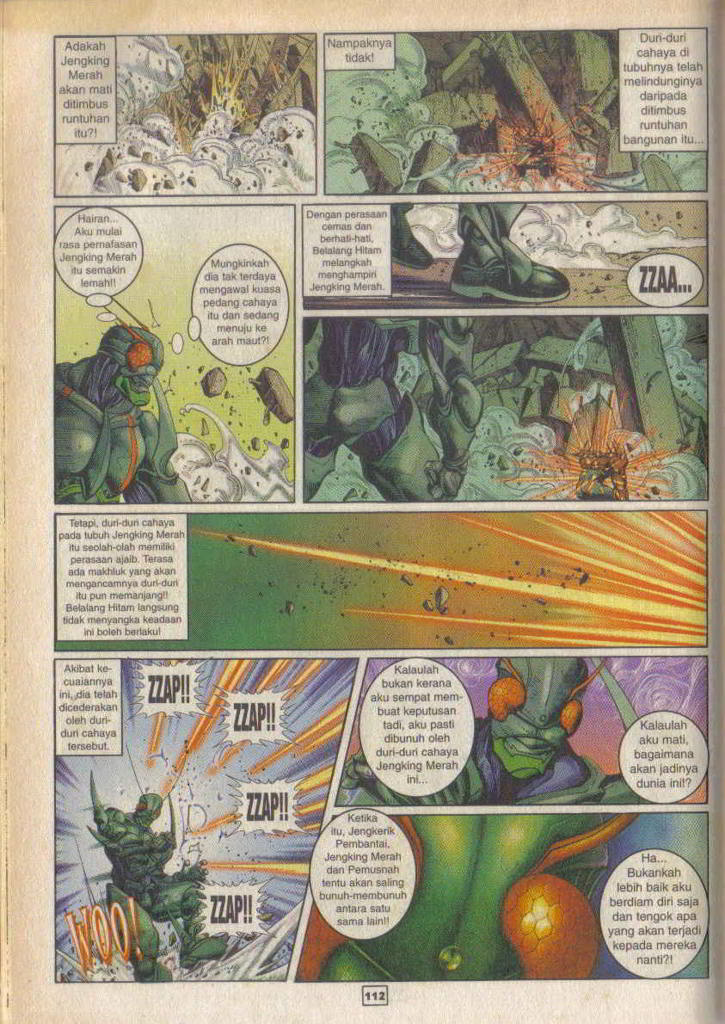 Adakah
Jengking
Merah
akan mati
ditimbus
runtuhan
itu?!
Nampaknya
tidak!
Duri-duri
cahaya di
tubuhnya telah
melindunginya
daripada
ditimbus
runtuhan
bangunan itu...
Hairan...
Aku mulai
rasa pernafasan
Jengking Merah
itu semakin
lemah!!
Mungkinkah
dia tak terdaya
mengawal kuasa
pedang cahaya
itu dan sedang
menuju ke
arah maut?!
Dengan perasaan
cemas dan
berhati-hati,
Belalang Hitam
melangkah
menghampiri
Jengking Merah.
ZZAA...
Tetapi, duri-duri cahaya
pada tubuh Jengking Merah
itu seolah-olah memiliki
perasaan ajaib. Terasa
ada makhluk yang akan
mengancamnya duri-duri
itu pun memanjang!!
Belalang Hitam langsung
tidak menyangka keadaan
ini boleh berlaku!
Akibat ke-
cuaiannya
ini, dia telah
dicederakan
oleh duri-
duri cahaya
tersebut.
ZZAP!!
ZZAP!!
ZZAP!!
ZZAP!!
WOO!
Kalaulah
bukan kerana
aku sempat mem-
buat keputusan
tadi, aku pasti
dibunuh oleh
duri-duri cahaya
Jengking Merah
ini...
Kalaulah
aku mati,
bagaimana
akan jadinya
dunia ini!?
Ketika
itu, Jengkerik
Pembantai,
Jengking Merah
dan Pemusnah
tentu akan saling
bunuh-membunuh
antara satu
sama lain!!
Ha...
Bukankah
lebih baik aku
berdiam diri saja
dan tengok apa
yang akan terjadi
kepada mereka
nanti?!
112